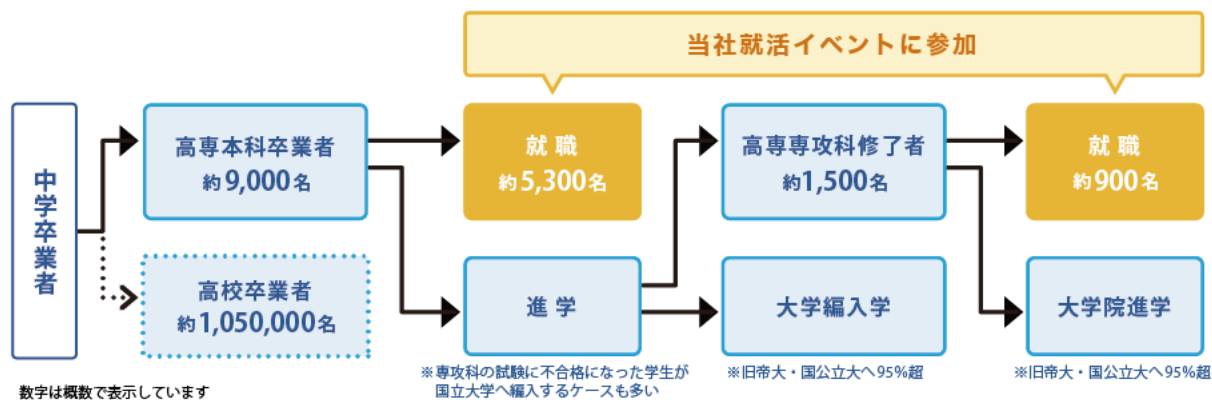 当社就活イベントに参加
中学卒業者
高専本科卒業者
約9,000名
就職
約5,300名
高専専攻科修了者
約1,500名
就職
約900名
高校卒業者
約1,050,000名
進学
大学編入学
大学院進学
※専攻科の試験に不合格になった学生が
国立大学へ編入するケースも多い
※旧帝大・国公立大へ95%超
※旧帝大・国公立大へ95%超
数字は概数で表示しています